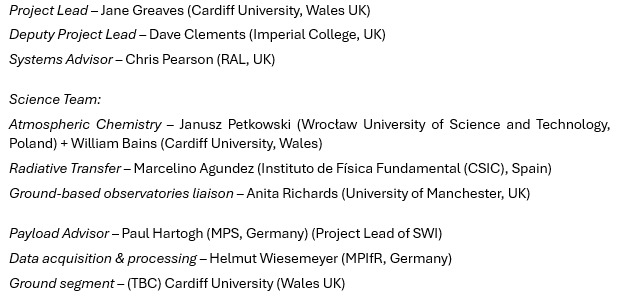 Project Lead – Jane Greaves (Cardiff University, Wales UK)
Deputy Project Lead – Dave Clements (Imperial College, UK)
Systems Advisor – Chris Pearson (RAL, UK)
Science Team:
Atmospheric Chemistry – Janusz Petkowski (Wrocław University of Science and Technology,
Poland) + William Bains (Cardiff University, Wales)
Radiative Transfer – Marcelino Agundez (Instituto de Física Fundamental (CSIC), Spain)
Ground-based observatories liaison – Anita Richards (University of Manchester, UK)
Payload Advisor – Paul Hartogh (MPS, Germany) (Project Lead of SWI)
Data acquisition & processing – Helmut Wiesemeyer (MPIfR, Germany)
Ground segment – (TBC) Cardiff University (Wales UK)